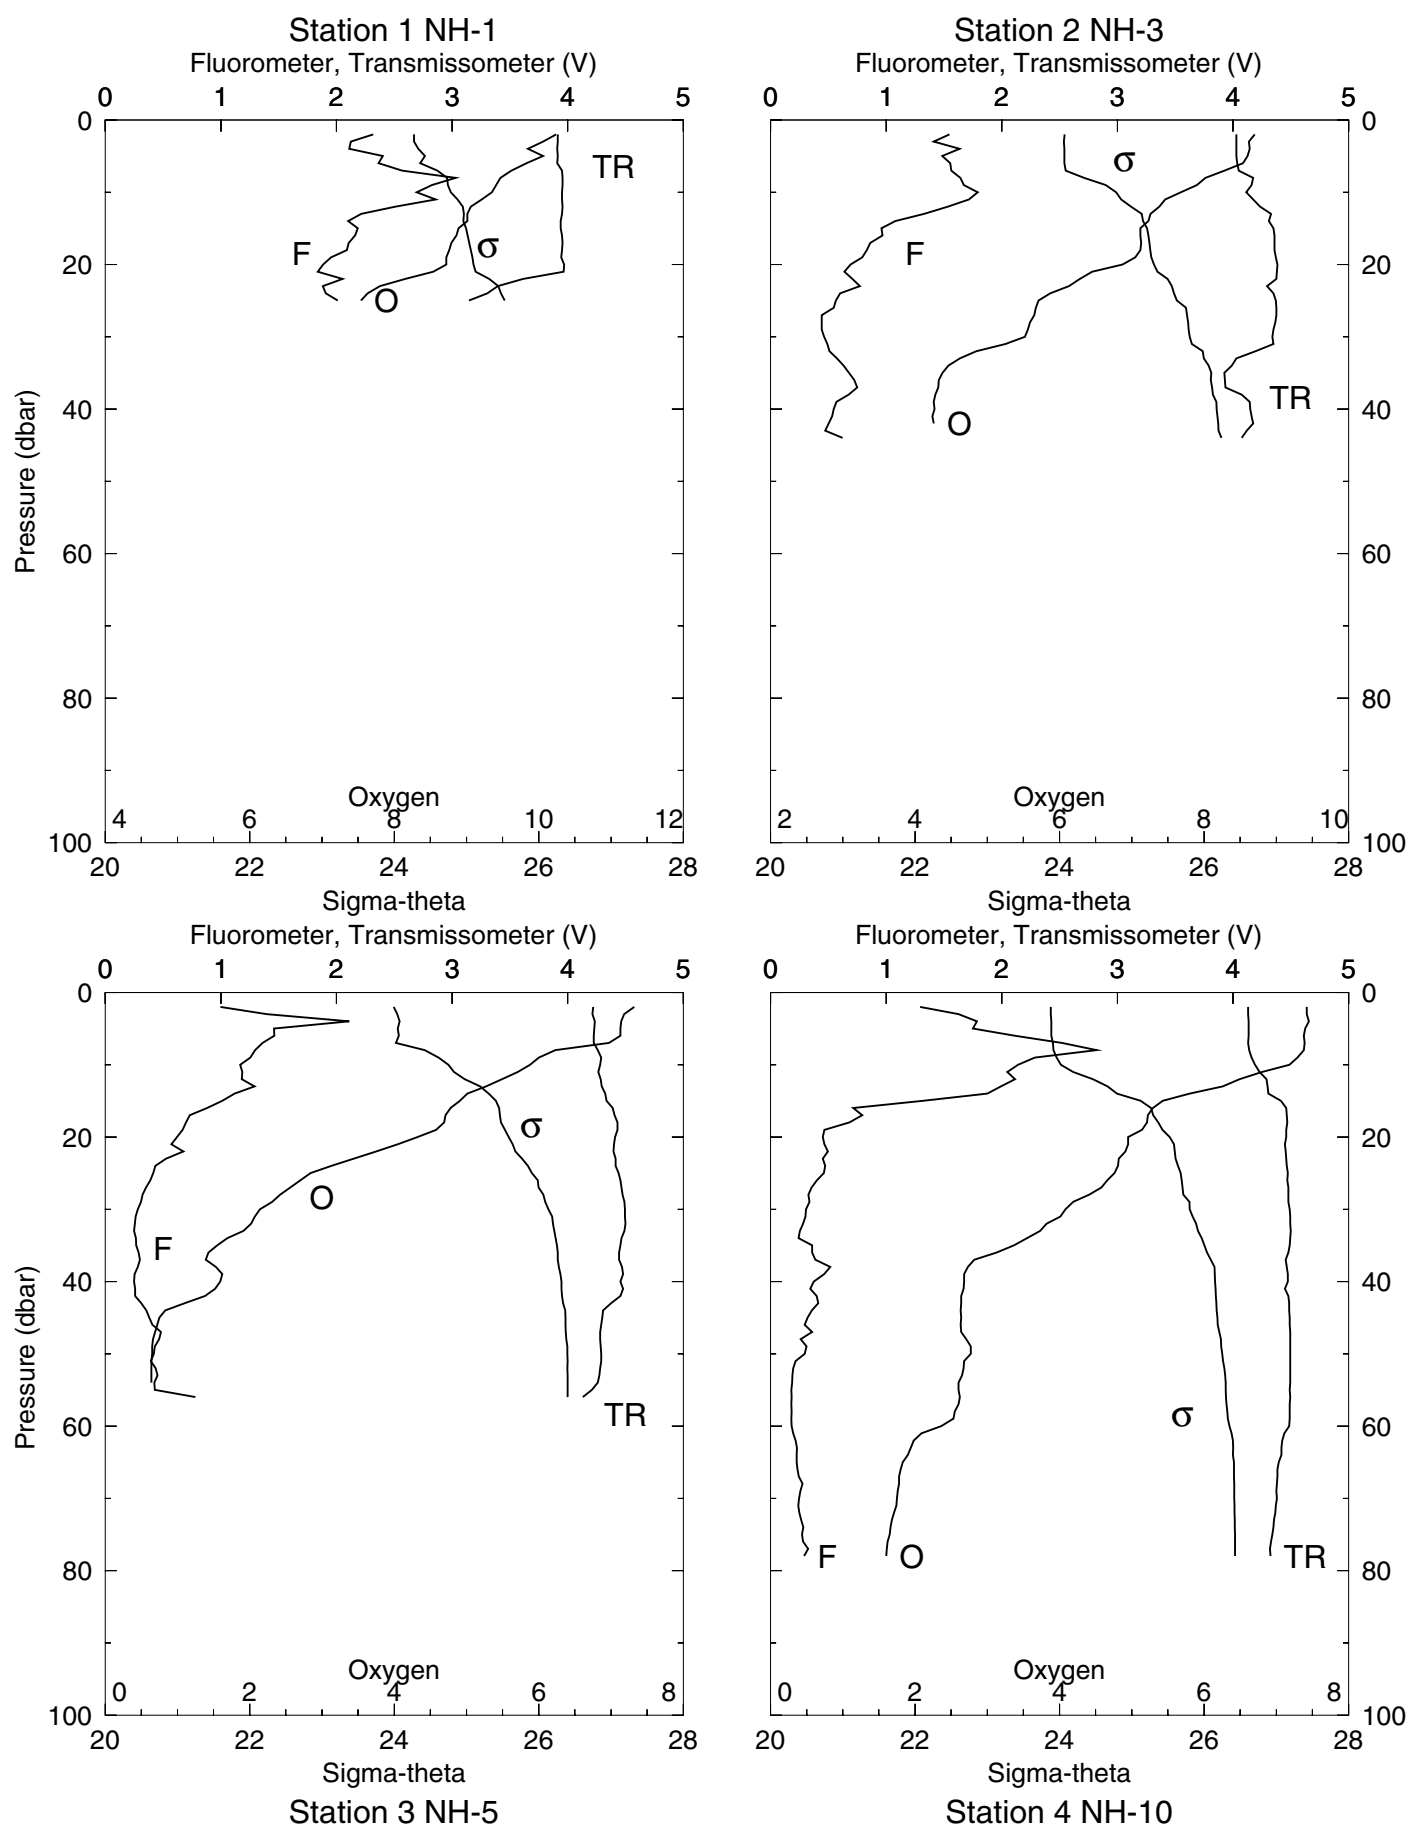 Station 1 NH-1
Fluorometer, Transmissometer (V)
0 1 2 3 4 5
0
20
40
60
80
100
Pressure (dbar)
TR
F
σ
O
Oxygen
4 6 8 10 12
20 22 24 26 28
Sigma-theta
Station 2 NH-3
Fluorometer, Transmissometer (V)
0 1 2 3 4 5
0
20
40
60
80
100
σ
F
TR
O
Oxygen
2 4 6 8 10
20 22 24 26 28
Sigma-theta
Fluorometer, Transmissometer (V)
0 1 2 3 4 5
0
20
40
60
80
100
Pressure (dbar)
σ
O
F
TR
Oxygen
0 2 4 6 8
20 22 24 26 28
Sigma-theta
Station 3 NH-5
Fluorometer, Transmissometer (V)
0 1 2 3 4 5
0
20
40
60
80
100
σ
F O TR
Oxygen
0 2 4 6 8
20 22 24 26 28
Sigma-theta
Station 4 NH-10